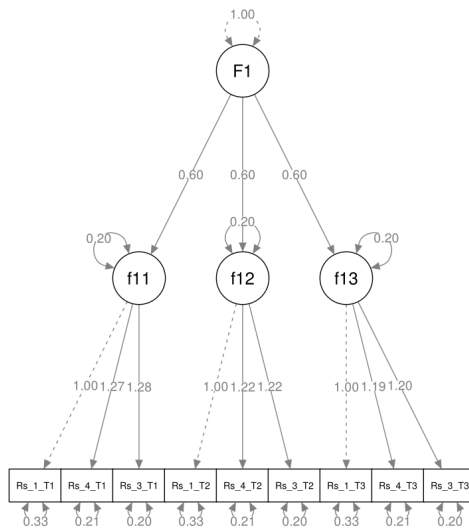 1.00
F1
0.60 0.60 0.60
0.20 0.20 0.20
f11 f12 f13
1.00 1.27 1.28 1.00 1.22 1.22 1.00 1.19 1.20
Rs_1_T1 Rs_4_T1 Rs_3_T1 Rs_1_T2 Rs_4_T2 Rs_3_T2 Rs_1_T3 Rs_4_T3 Rs_3_T3
0.33 0.21 0.20 0.33 0.21 0.20 0.33 0.21 0.20